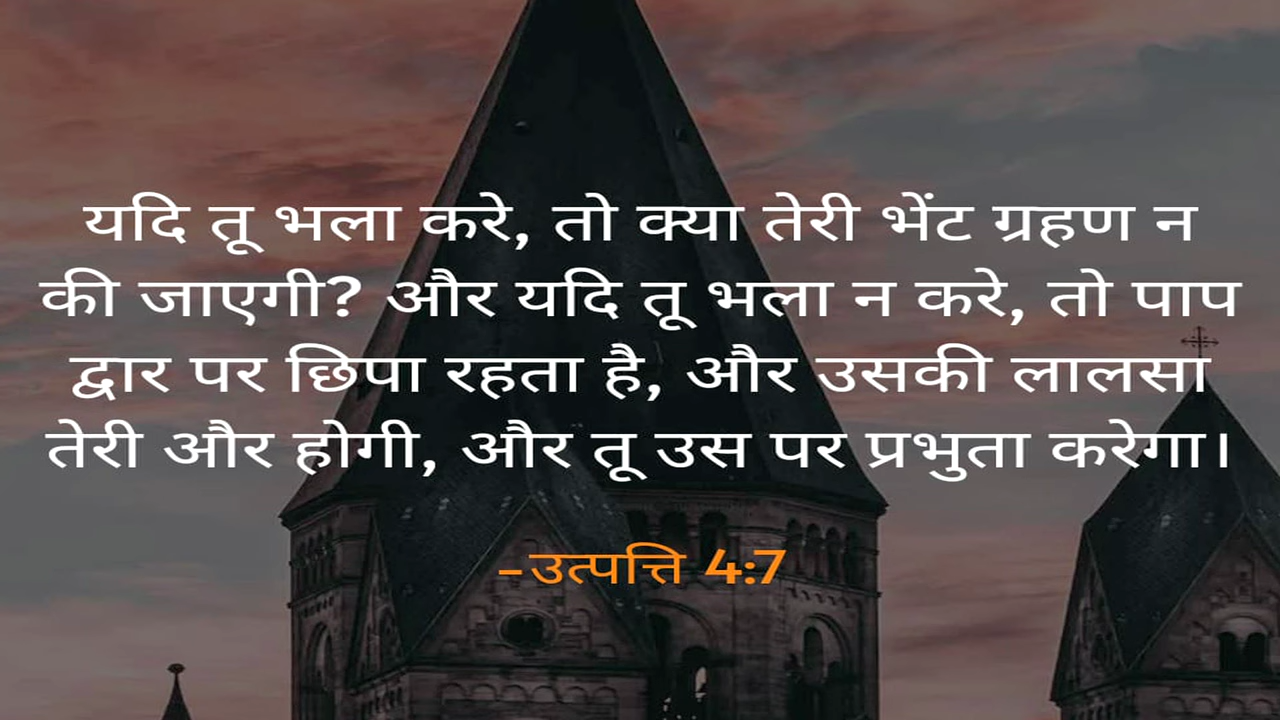 यदि तू भला करे, तो क्या तेरी भेंट ग्रहण न
की जाएगी? और यदि तू भला न करे, तो पाप
द्वार पर छिपा रहता है, और उसकी लालसा
तेरी और होगी, और तू उस पर प्रभुता करेगा।
-उत्पत्ति 4:7